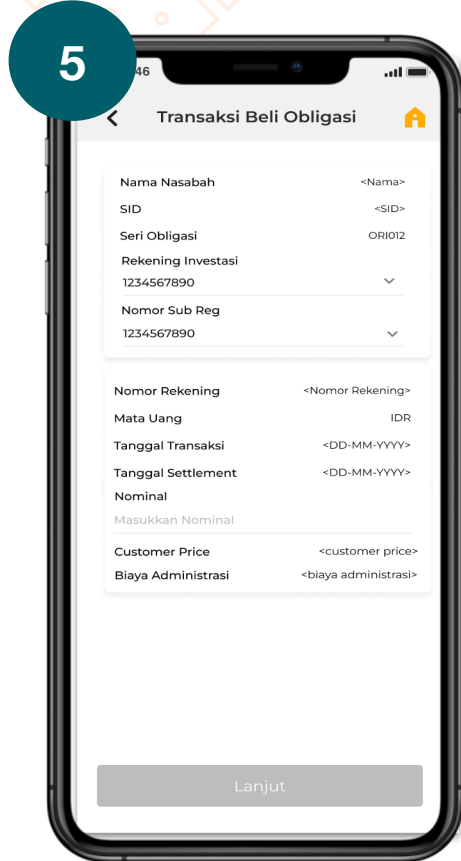 5
46
Transaksi Beli Obligasi
Nama Nasabah <Nama>
SID <SID>
Seri Obligasi ORI012
Rekening Investasi
1234567890
Nomor Sub Reg
1234567890
Nomor Rekening <Nomor Rekening>
Mata Uang IDR
Tanggal Transaksi <DD-MM-YYYY>
Tanggal Settlement <DD-MM-YYYY>
Nominal
Masukkan Nominal
Customer Price <customer price>
Biaya Administrasi <biaya administrasi>
Lanjut